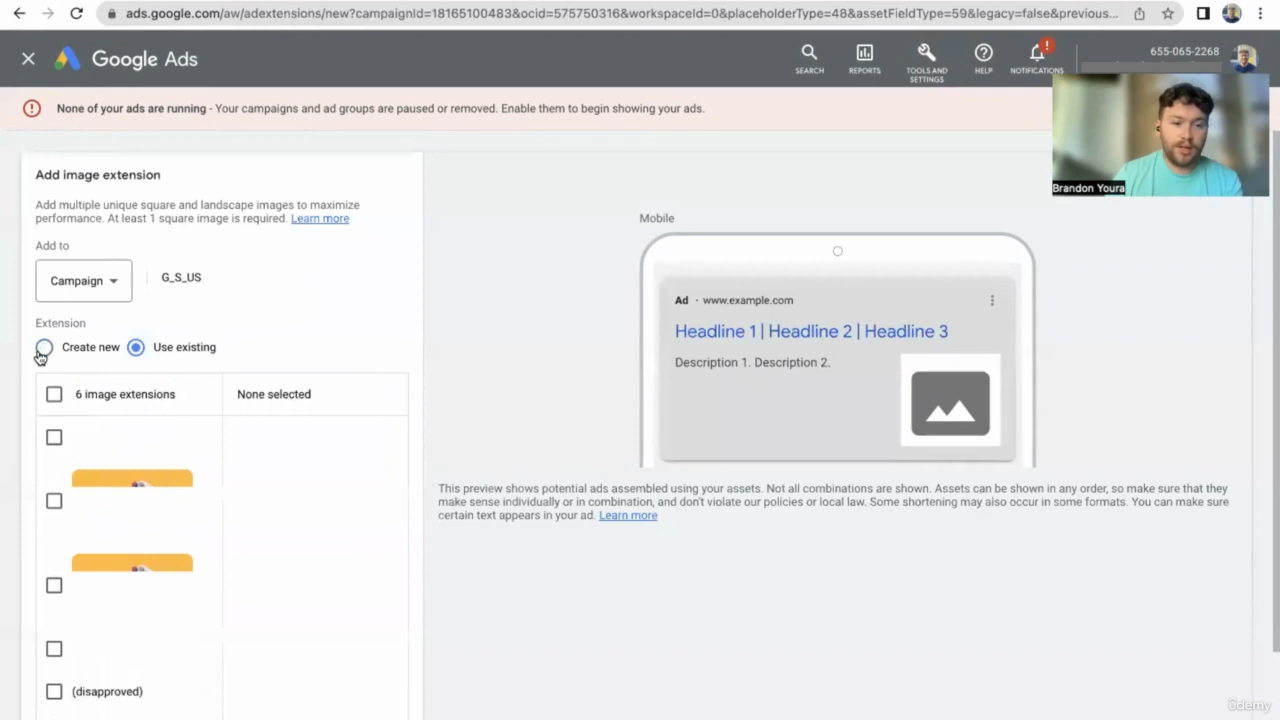 ads.google.com/aw/adextensions/new?campaignId=18165100483&ocid=575750316&workspaceId=0&placeholderType=48&assetFieldType=59&legacy=false&previous...
Google Ads
SEARCH
REPORTS
TOOLS AND SETTINGS
HELP
NOTIFICATIONS
655-065-2268
None of your ads are running - Your campaigns and ad groups are paused or removed. Enable them to begin showing your ads.
Brandon Youra
Add image extension
Add multiple unique square and landscape images to maximize
performance. At least 1 square image is required. Learn more
Add to
Campaign
G_S_US
Extension
Create new
Use existing
6 image extensions
None selected
(disapproved)
Mobile
Ad · www.example.com
Headline 1 | Headline 2 | Headline 3
Description 1. Description 2.
This preview shows potential ads assembled using your assets. Not all combinations are shown. Assets can be shown in any order, so make sure that they
make sense individually or in combination, and don't violate our policies or local law. Some shortening may also occur in some formats. You can make sure
certain text appears in your ad. Learn more
ûdemy